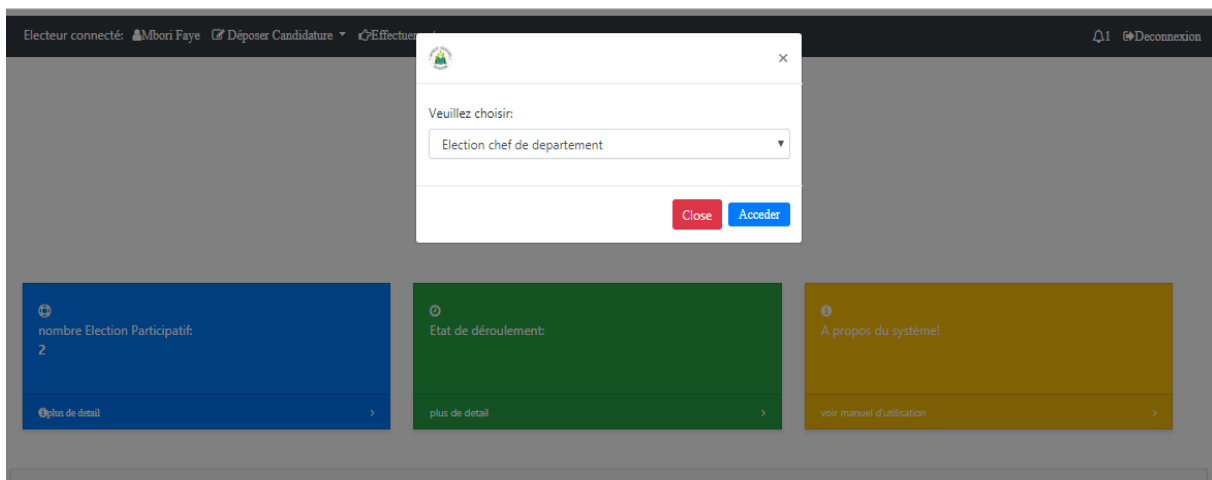 Electeur connecté: Mbori Faye Déposer Candidature Effectuer 1 Deconnexion
×
Veuillez choisir:
Election chef de departement
Close Acceder
nombre Election Participatif:
2
plus de detail
Etat de déroulement:
plus de detail
A propos du système!
voir manuel d'utilisation